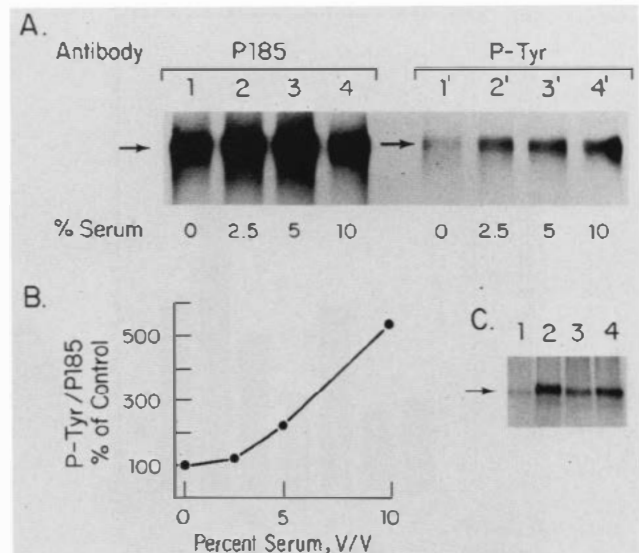 A.
Antibody P185 P-Tyr
1 2 3 4 1' 2' 3' 4'
% Serum 0 2.5 5 10 0 2.5 5 10
B.
P-Tyr/P185
% of Control
500
300
100
0 5 10
Percent Serum, V/V
C.
1 2 3 4